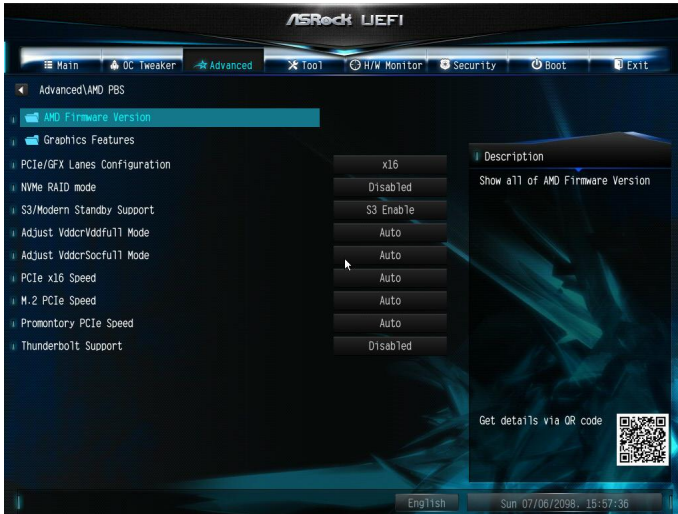 ASRock UEFI
Main OC Tweaker Advanced Tool H/W Monitor Security Boot Exit
Advanced\AMD PBS
AMD Firmware Version
Graphics Features
PCIe/GFX Lanes Configuration x16
NVMe RAID mode Disabled
S3/Modern Standby Support S3 Enable
Adjust VddcrVddfull Mode Auto
Adjust VddcrSocfull Mode Auto
PCIe x16 Speed Auto
M.2 PCIe Speed Auto
Promontory PCIe Speed Auto
Thunderbolt Support Disabled
Description
Show all of AMD Firmware Version
Get details via QR code
English Sun 07/06/2098, 15:57:36